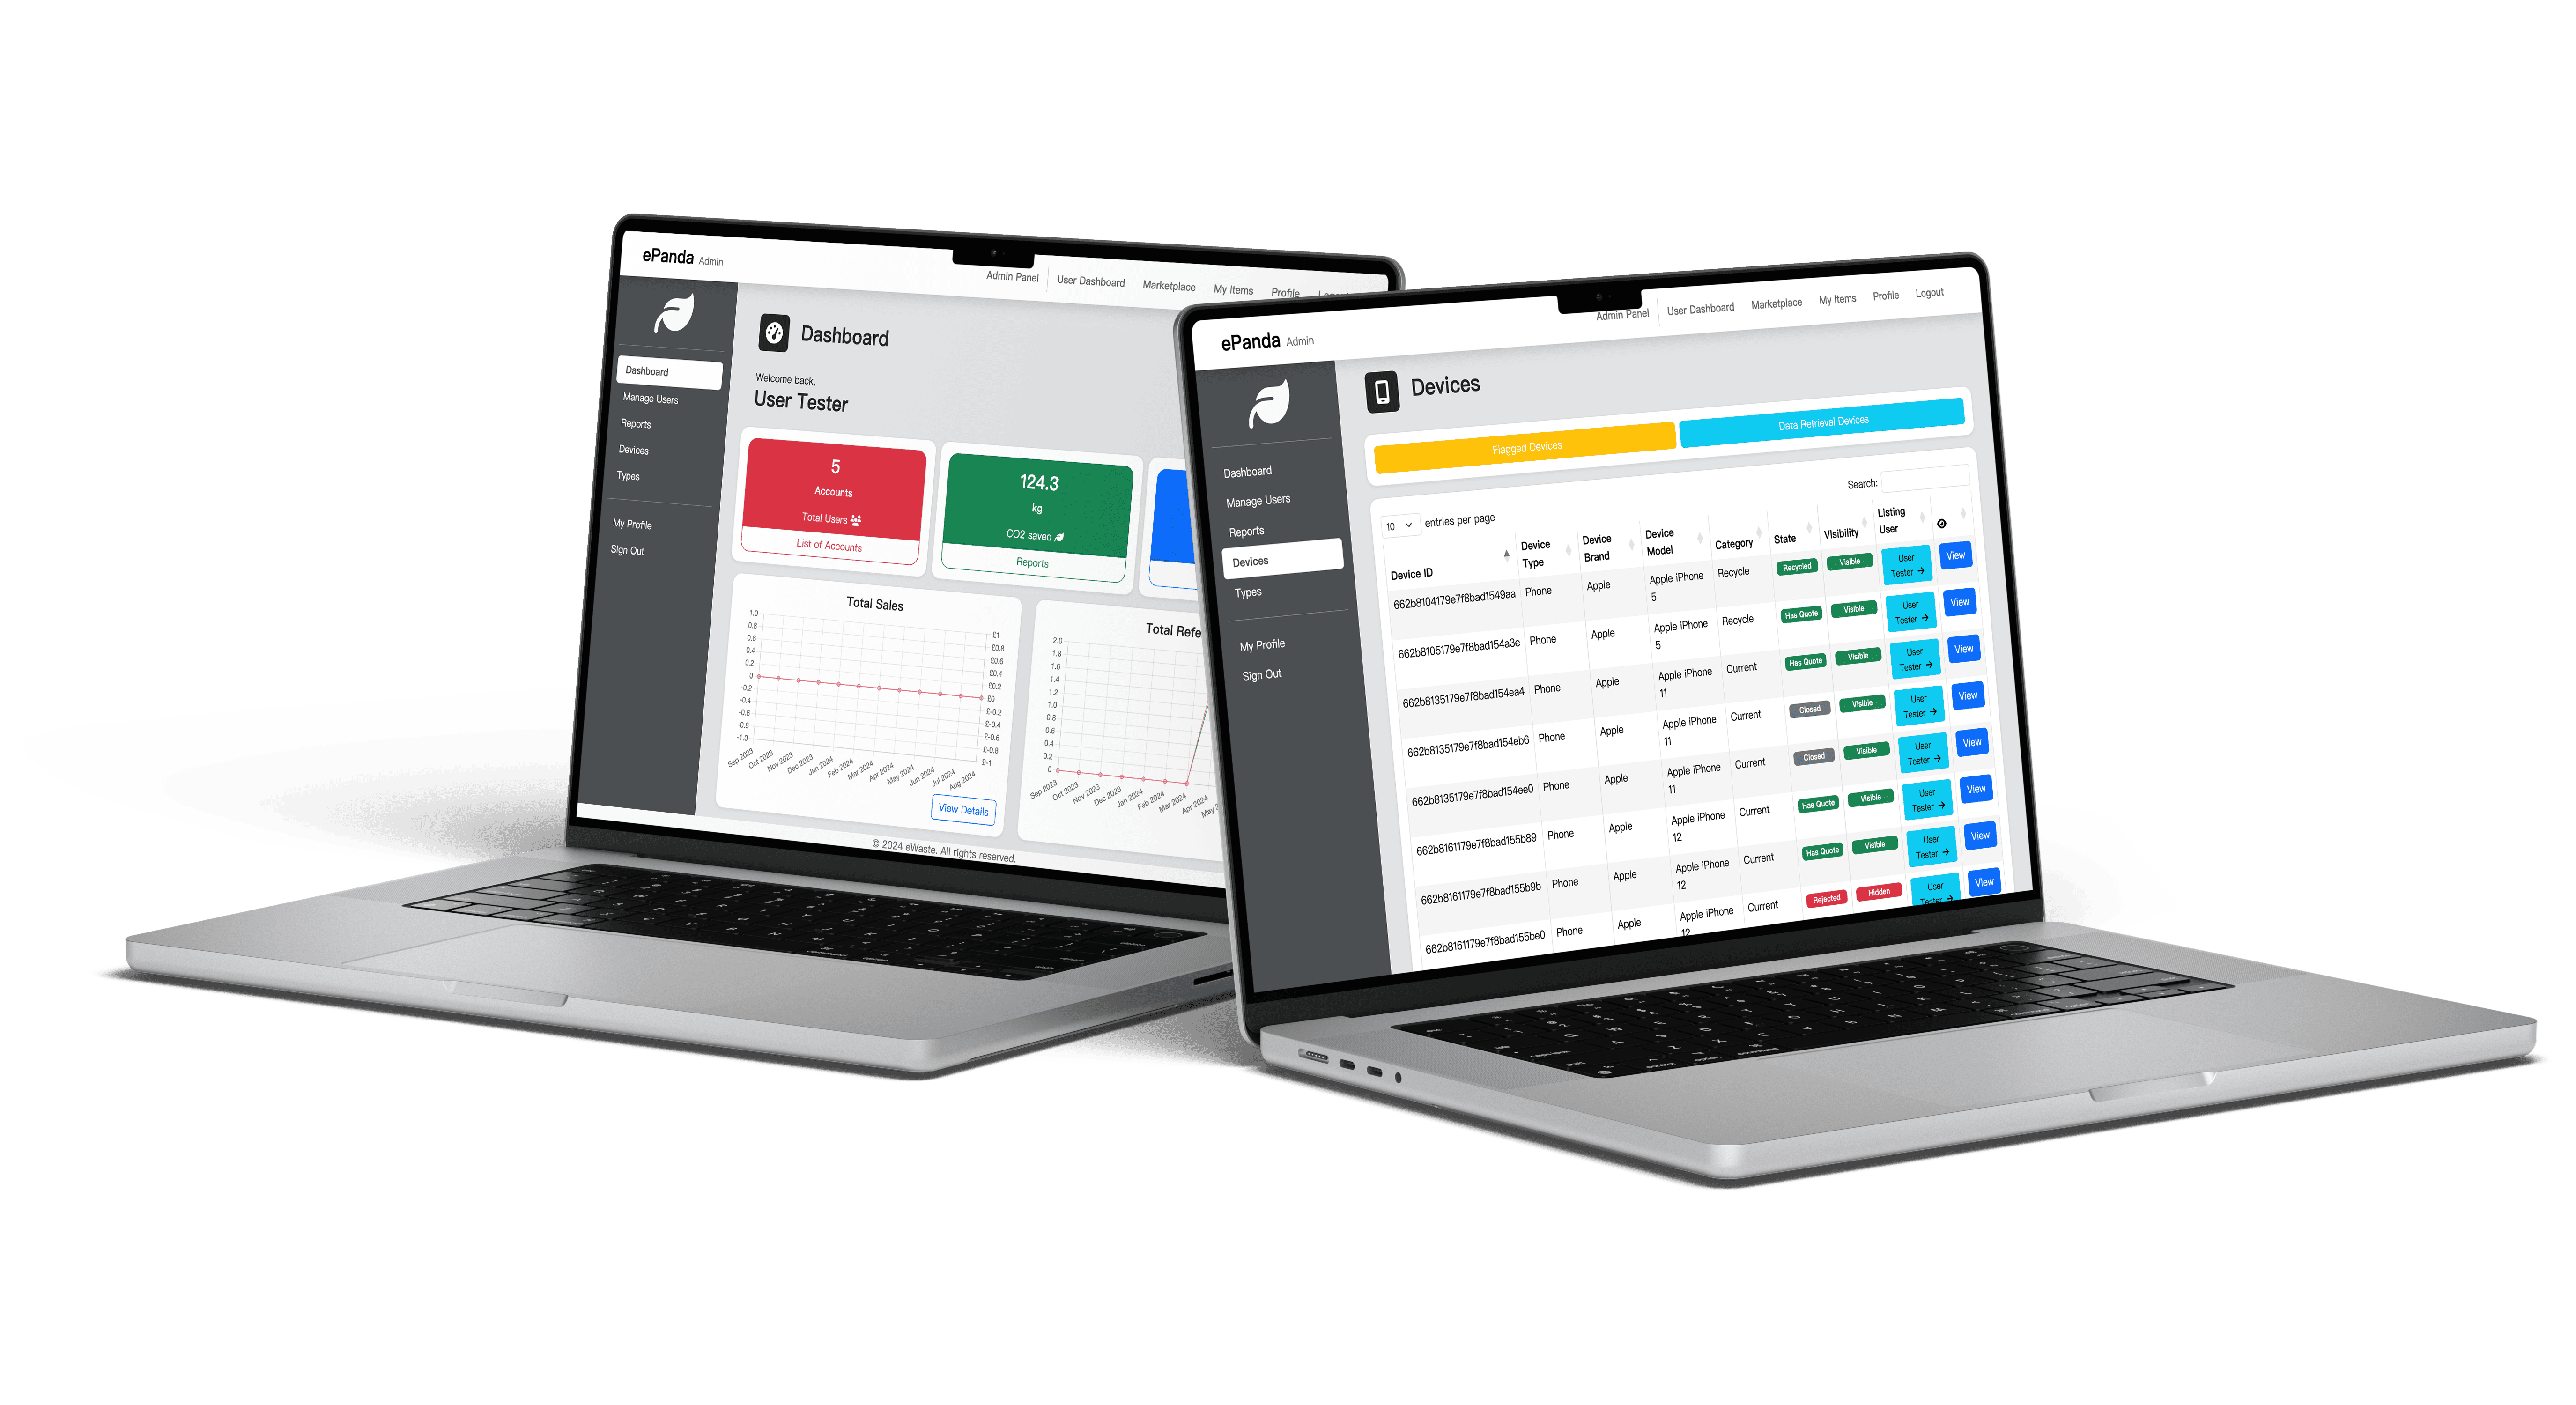 ePanda Admin
Admin Panel User Dashboard Marketplace My Items Profile
Dashboard
Manage Users
Reports
Devices
Types
My Profile
Sign Out
Dashboard
Welcome back,
User Tester
5
Accounts
Total Users
List of Accounts
124.3
kg
CO2 saved
Reports
Total Sales
1.0
0.8
0.6
0.4
0.2
0
-0.2
-0.4
-0.6
-0.8
-1.0
£1
£0.8
£0.6
£0.4
£0.2
£0
£-0.2
£-0.4
£-0.6
£-0.8
£-1
Sep 2023 Oct 2023 Nov 2023 Dec 2023 Jan 2024 Feb 2024 Mar 2024 Apr 2024 May 2024 Jun 2024 Jul 2024 Aug 2024
View Details
Total Refe
2.0
1.8
1.6
1.4
1.2
1.0
0.8
0.6
0.4
0.2
0
Sep 2023 Oct 2023 Nov 2023 Dec 2023 Jan 2024 Feb 2024 Mar 2024 Apr 2024 May 2
© 2024 eWaste. All rights reserved.
ePanda Admin
Admin Panel User Dashboard Marketplace My Items Profile Logout
Dashboard
Manage Users
Reports
Devices
Types
My Profile
Sign Out
Devices
Flagged Devices Data Retrieval Devices
10 entries per page Search:
Device ID Device Type Device Brand Device Model Category State Visibility Listing User
662b8104179e7f8bad1549aa Phone Apple Apple iPhone 5 Recycle Recycled Visible User Tester → View
662b8105179e7f8bad154a3e Phone Apple Apple iPhone 5 Recycle Has Quote Visible User Tester → View
662b8135179e7f8bad154ea4 Phone Apple Apple iPhone 11 Current Has Quote Visible User Tester → View
662b8135179e7f8bad154eb6 Phone Apple Apple iPhone 11 Current Closed Visible User Tester → View
662b8135179e7f8bad154ee0 Phone Apple Apple iPhone 11 Current Closed Visible User Tester → View
662b8161179e7f8bad155b89 Phone Apple Apple iPhone 12 Current Has Quote Visible User Tester → View
662b8161179e7f8bad155b9b Phone Apple Apple iPhone 12 Current Has Quote Visible User Tester → View
662b8161179e7f8bad155be0 Phone Apple Apple iPhone 12 Current Rejected Hidden User Tester → View